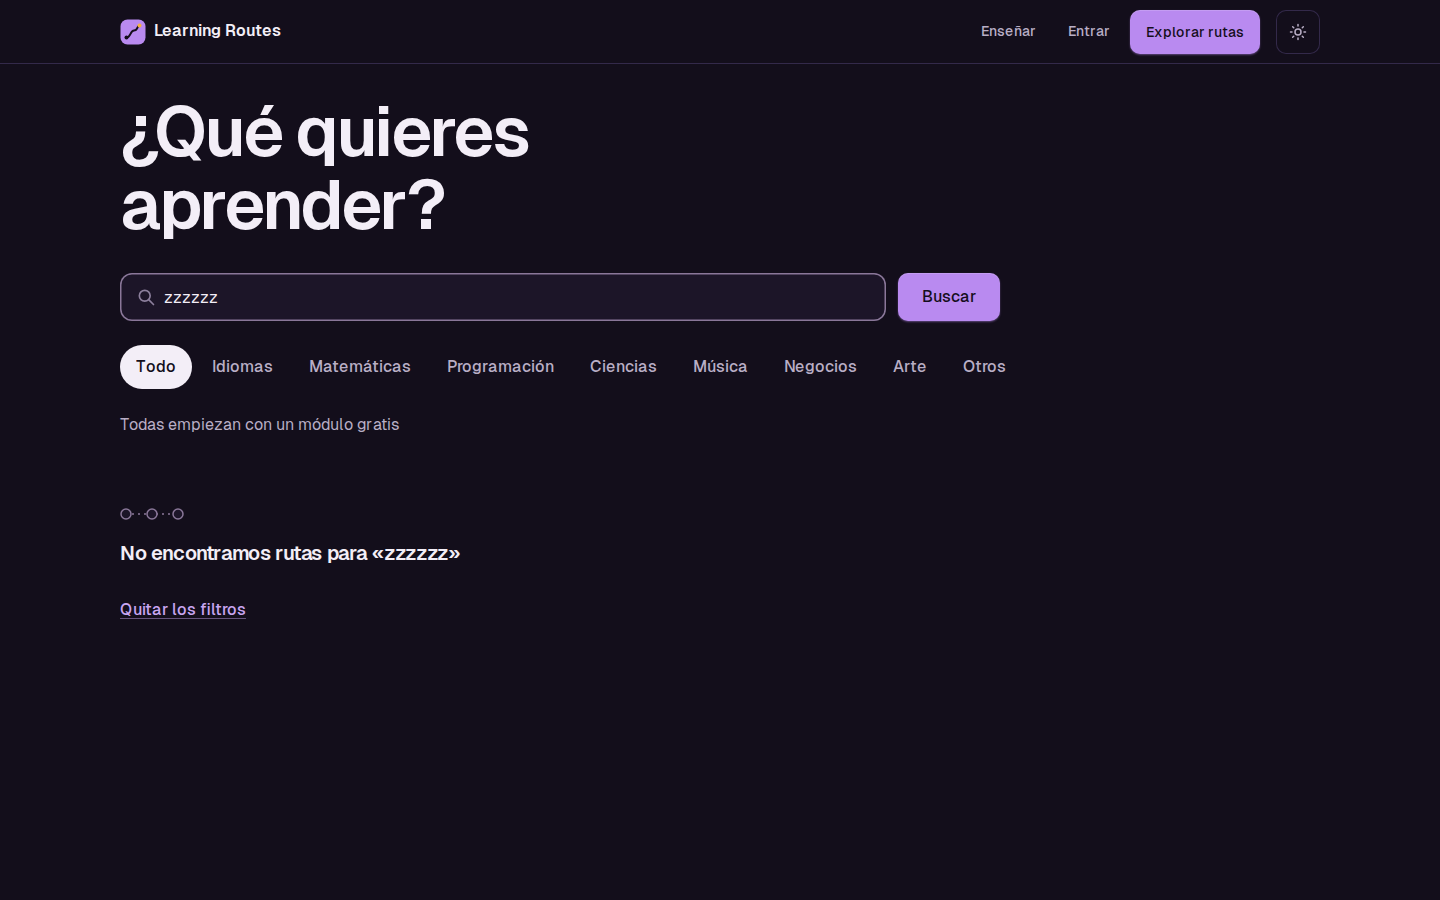 Learning Routes
Enseñar
Entrar
Explorar rutas
¿Qué quieres
aprender?
zzzzzz
Buscar
Todo
Idiomas
Matemáticas
Programación
Ciencias
Música
Negocios
Arte
Otros
Todas empiezan con un módulo gratis
No encontramos rutas para «zzzzzz»
Quitar los filtros